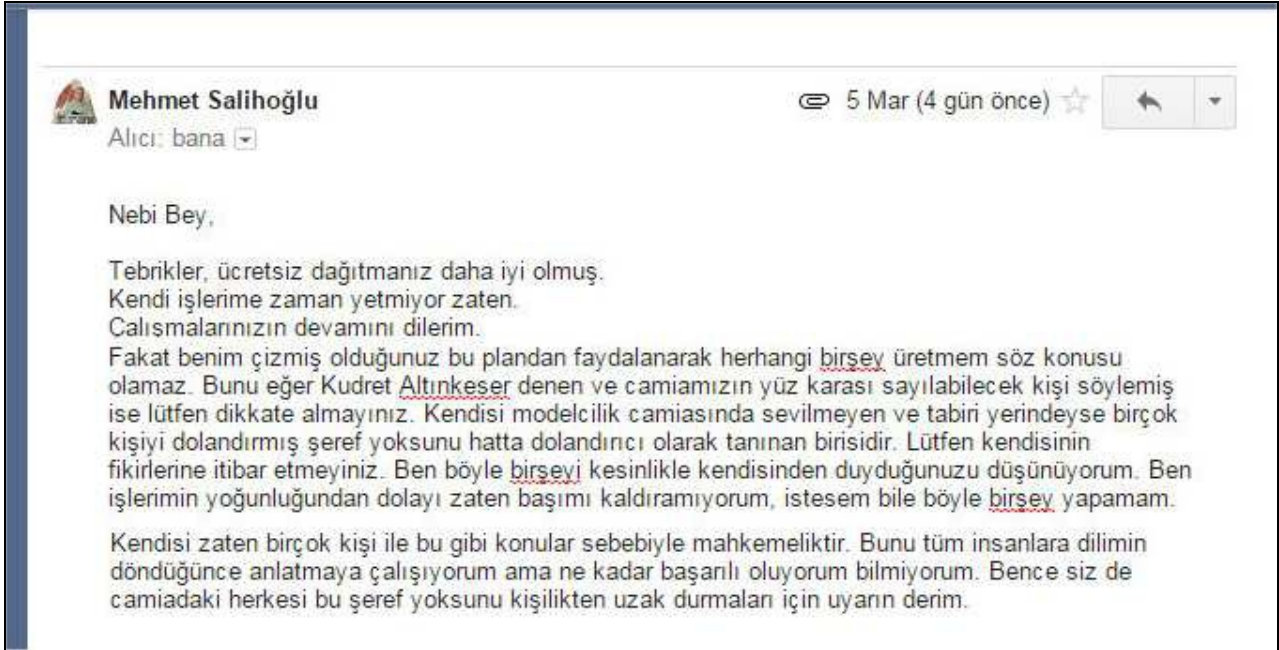 Mehmet Salihoğlu
5 Mar (4 gün önce)
Alıcı: bana
Nebi Bey,
Tebrikler, ücretsiz dağıtmanız daha iyi olmuş.
Kendi işlerime zaman yetmiyor zaten.
Calısmalarınızın devamını dilerim.
Fakat benim çizmiş olduğunuz bu plandan faydalanarak herhangi birşey üretmem söz konusu
olamaz. Bunu eğer Kudret Altınkeser denen ve camiamızın yüz karası sayılabilecek kişi söylemiş
ise lütfen dikkate almayınız. Kendisi modelcilik camiasında sevilmeyen ve tabiri yerindeyse birçok
kişiyi dolandırmış şeref yoksunu hatta dolandırıcı olarak tanınan birisidir. Lütfen kendisinin
fikirlerine itibar etmeyiniz. Ben böyle birşeyi kesinlikle kendisinden duyduğunuzu düşünüyorum. Ben
işlerimin yoğunluğundan dolayı zaten başımı kaldıramıyorum, istesem bile böyle birşey yapamam.
Kendisi zaten birçok kişi ile bu gibi konular sebebiyle mahkemeliktir. Bunu tüm insanlara dilimin
döndüğünce anlatmaya çalışıyorum ama ne kadar başarılı oluyorum bilmiyorum. Bence siz de
camiadaki herkesi bu şeref yoksunu kişilikten uzak durmaları için uyarın derim.